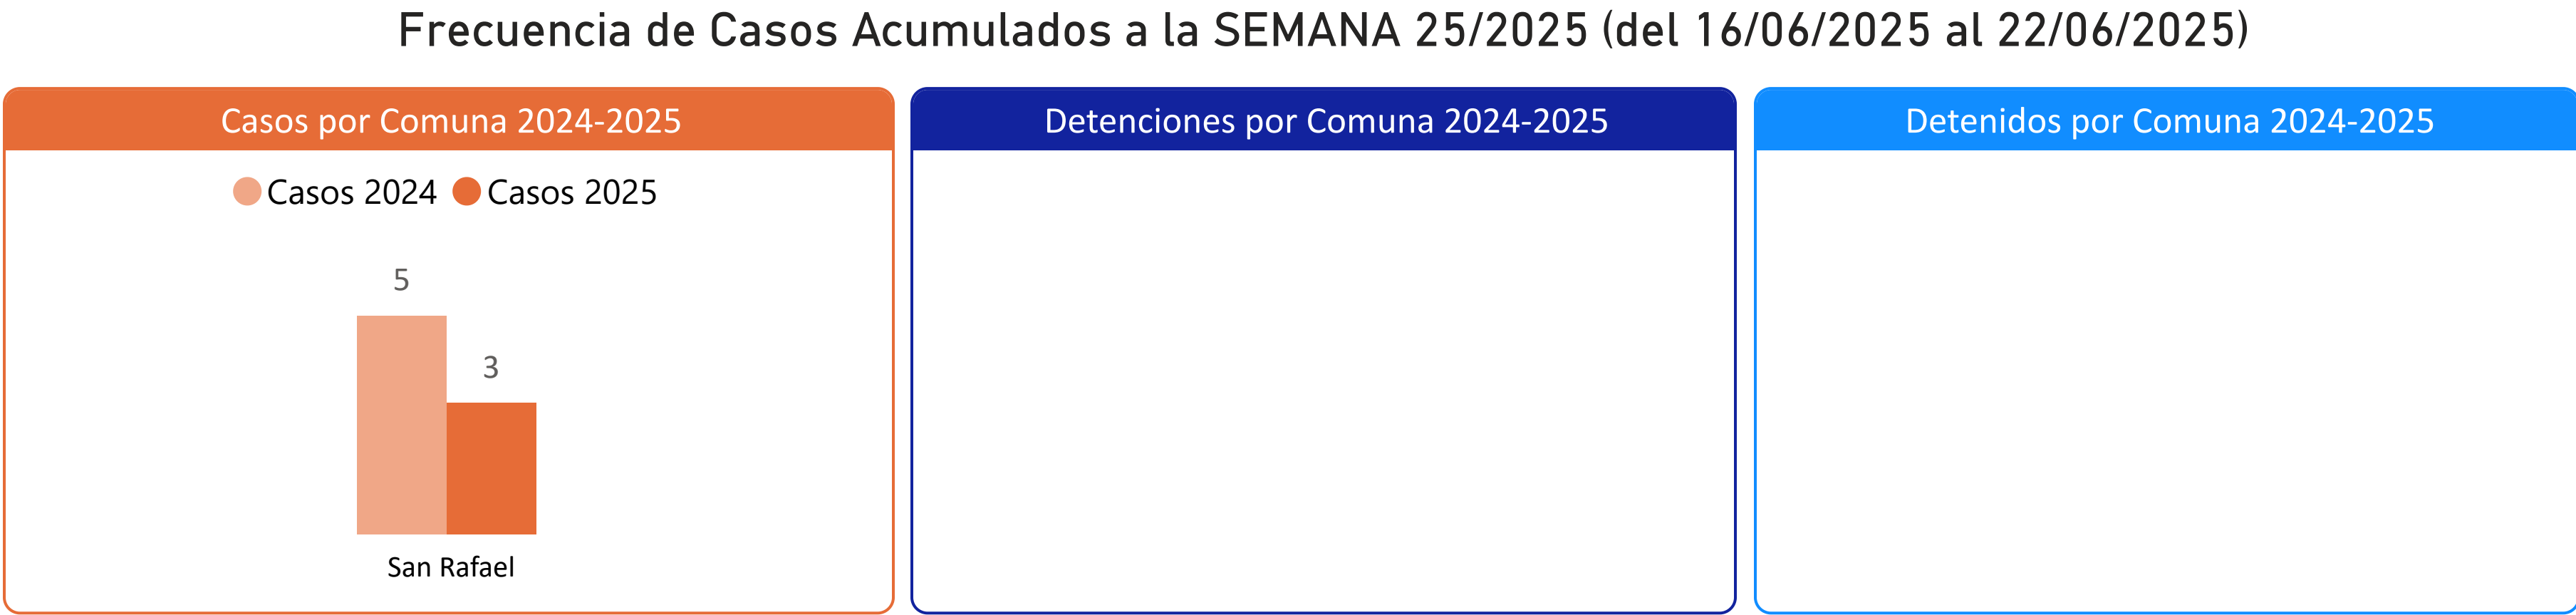 Frecuencia de Casos Acumulados a la SEMANA 25/2025 (del 16/06/2025 al 22/06/2025)
Casos por Comuna 2024-2025
Casos 2024 Casos 2025
5
3
San Rafael
Detenciones por Comuna 2024-2025
Detenidos por Comuna 2024-2025